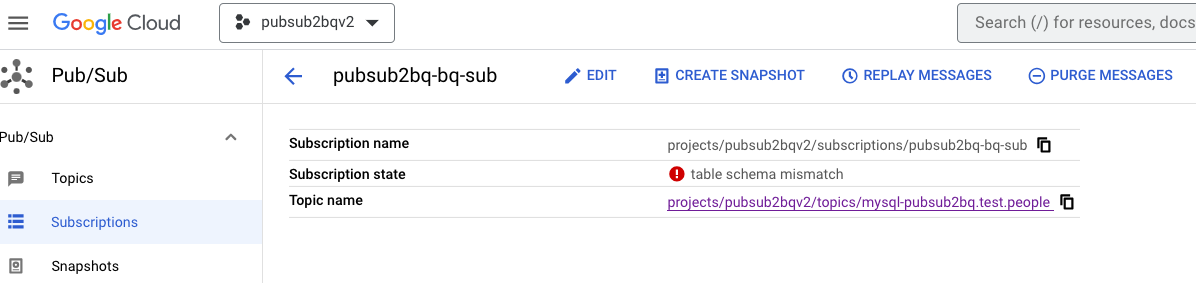 Google Cloud
pubsub2bqv2
Search (/) for resources, docs
Pub/Sub
pubsub2bq-bq-sub
EDIT
CREATE SNAPSHOT
REPLAY MESSAGES
PURGE MESSAGES
Pub/Sub
Topics
Subscriptions
Snapshots
Subscription name projects/pubsub2bqv2/subscriptions/pubsub2bq-bq-sub
Subscription state table schema mismatch
Topic name projects/pubsub2bqv2/topics/mysql-pubsub2bq.test.people